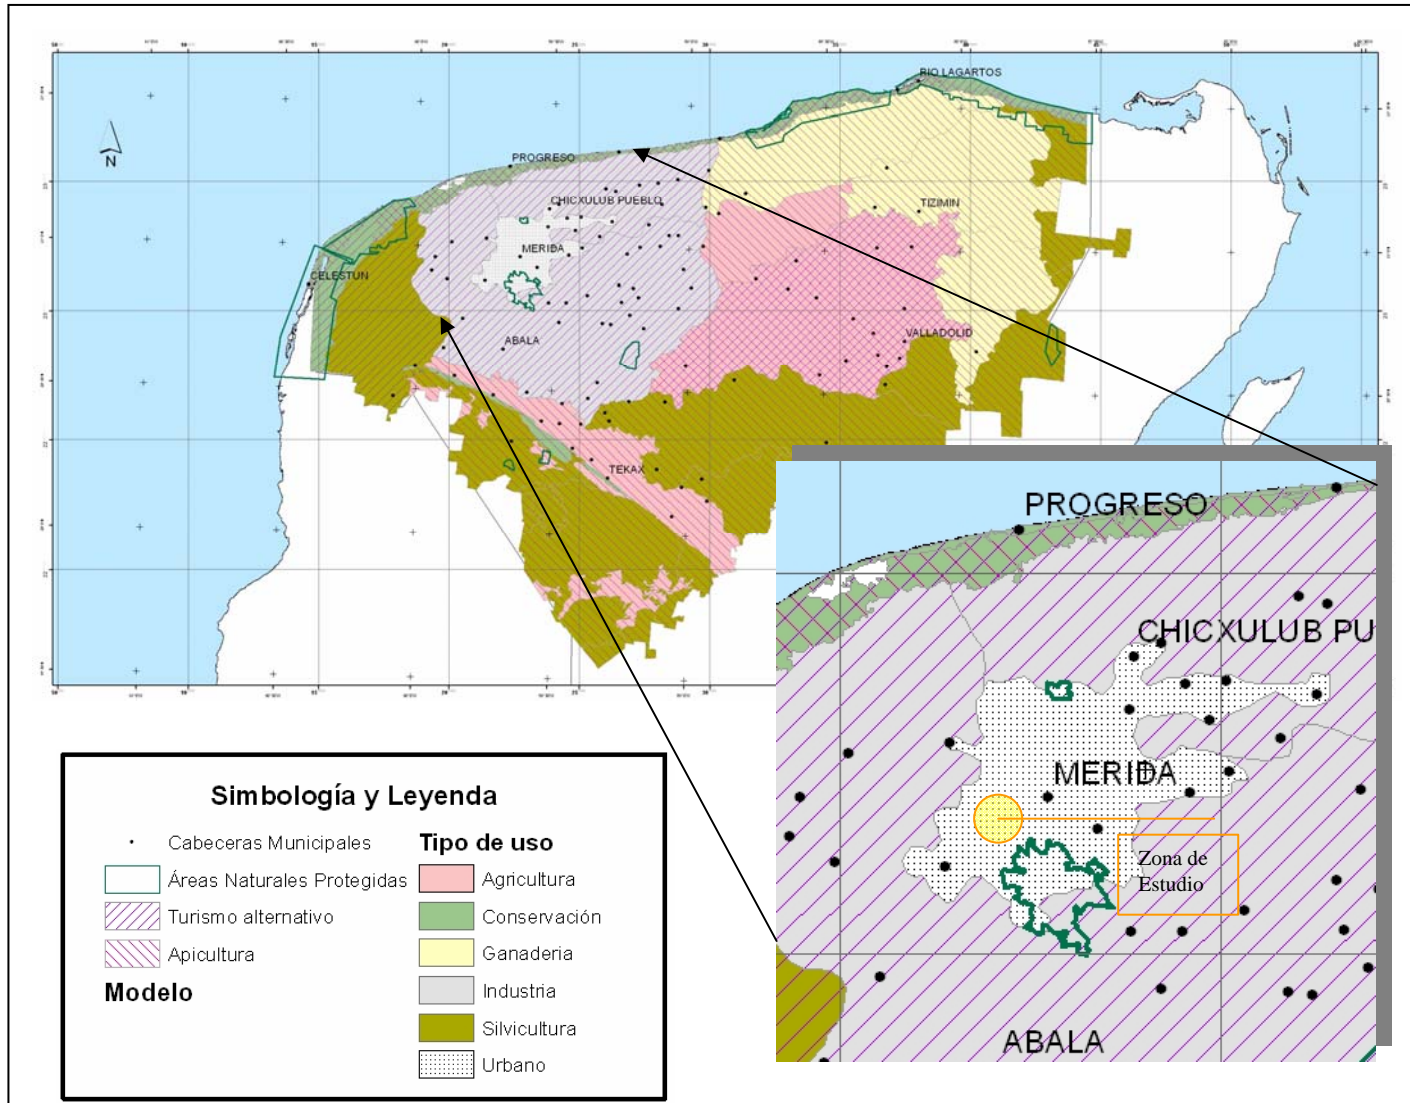 RIO LAGARTOS
N
PROGRESO
CHICXULUB PUEBLO
TIZIMIN
MERIDA
CELESTUN
ABALA
VALLADOLID
TEKAX
PROGRESO
CHICXULUB PU
MERIDA
Zona de
Estudio
ABALA
Simbología y Leyenda
Cabeceras Municipales
Áreas Naturales Protegidas
Turismo alternativo
Apicultura
Modelo
Tipo de uso
Agricultura
Conservación
Ganaderia
Industria
Silvicultura
Urbano